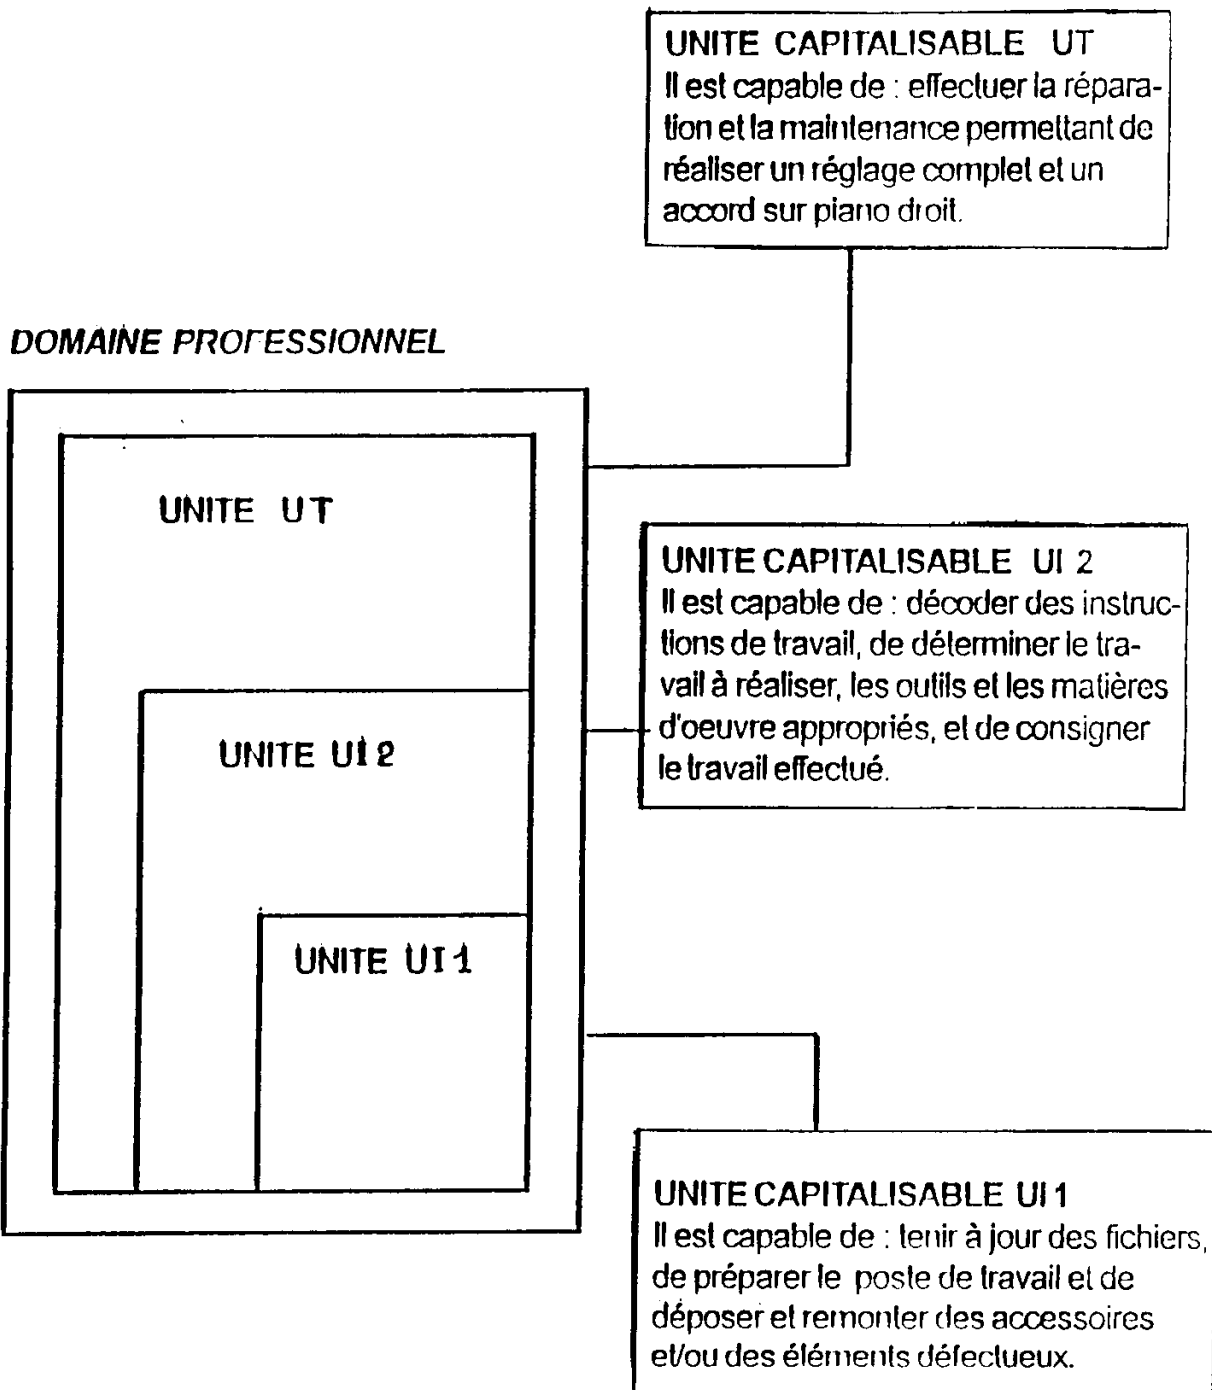 UNITE CAPITALISABLE UT
Il est capable de : effectuer la répara-
tion et la maintenance permettant de
réaliser un réglage complet et un
accord sur piano droit.
DOMAINE PROFESSIONNEL
UNITE UT
UNITE UI 2
UNITE UI 1
UNITE CAPITALISABLE UI 2
Il est capable de : décoder des instruc-
tions de travail, de déterminer le tra-
vail à réaliser, les outils et les matières
d'oeuvre appropriés, et de consigner
le travail effectué.
UNITE CAPITALISABLE UI 1
Il est capable de : tenir à jour des fichiers,
de préparer le poste de travail et de
déposer et remonter des accessoires
et/ou des éléments défectueux.